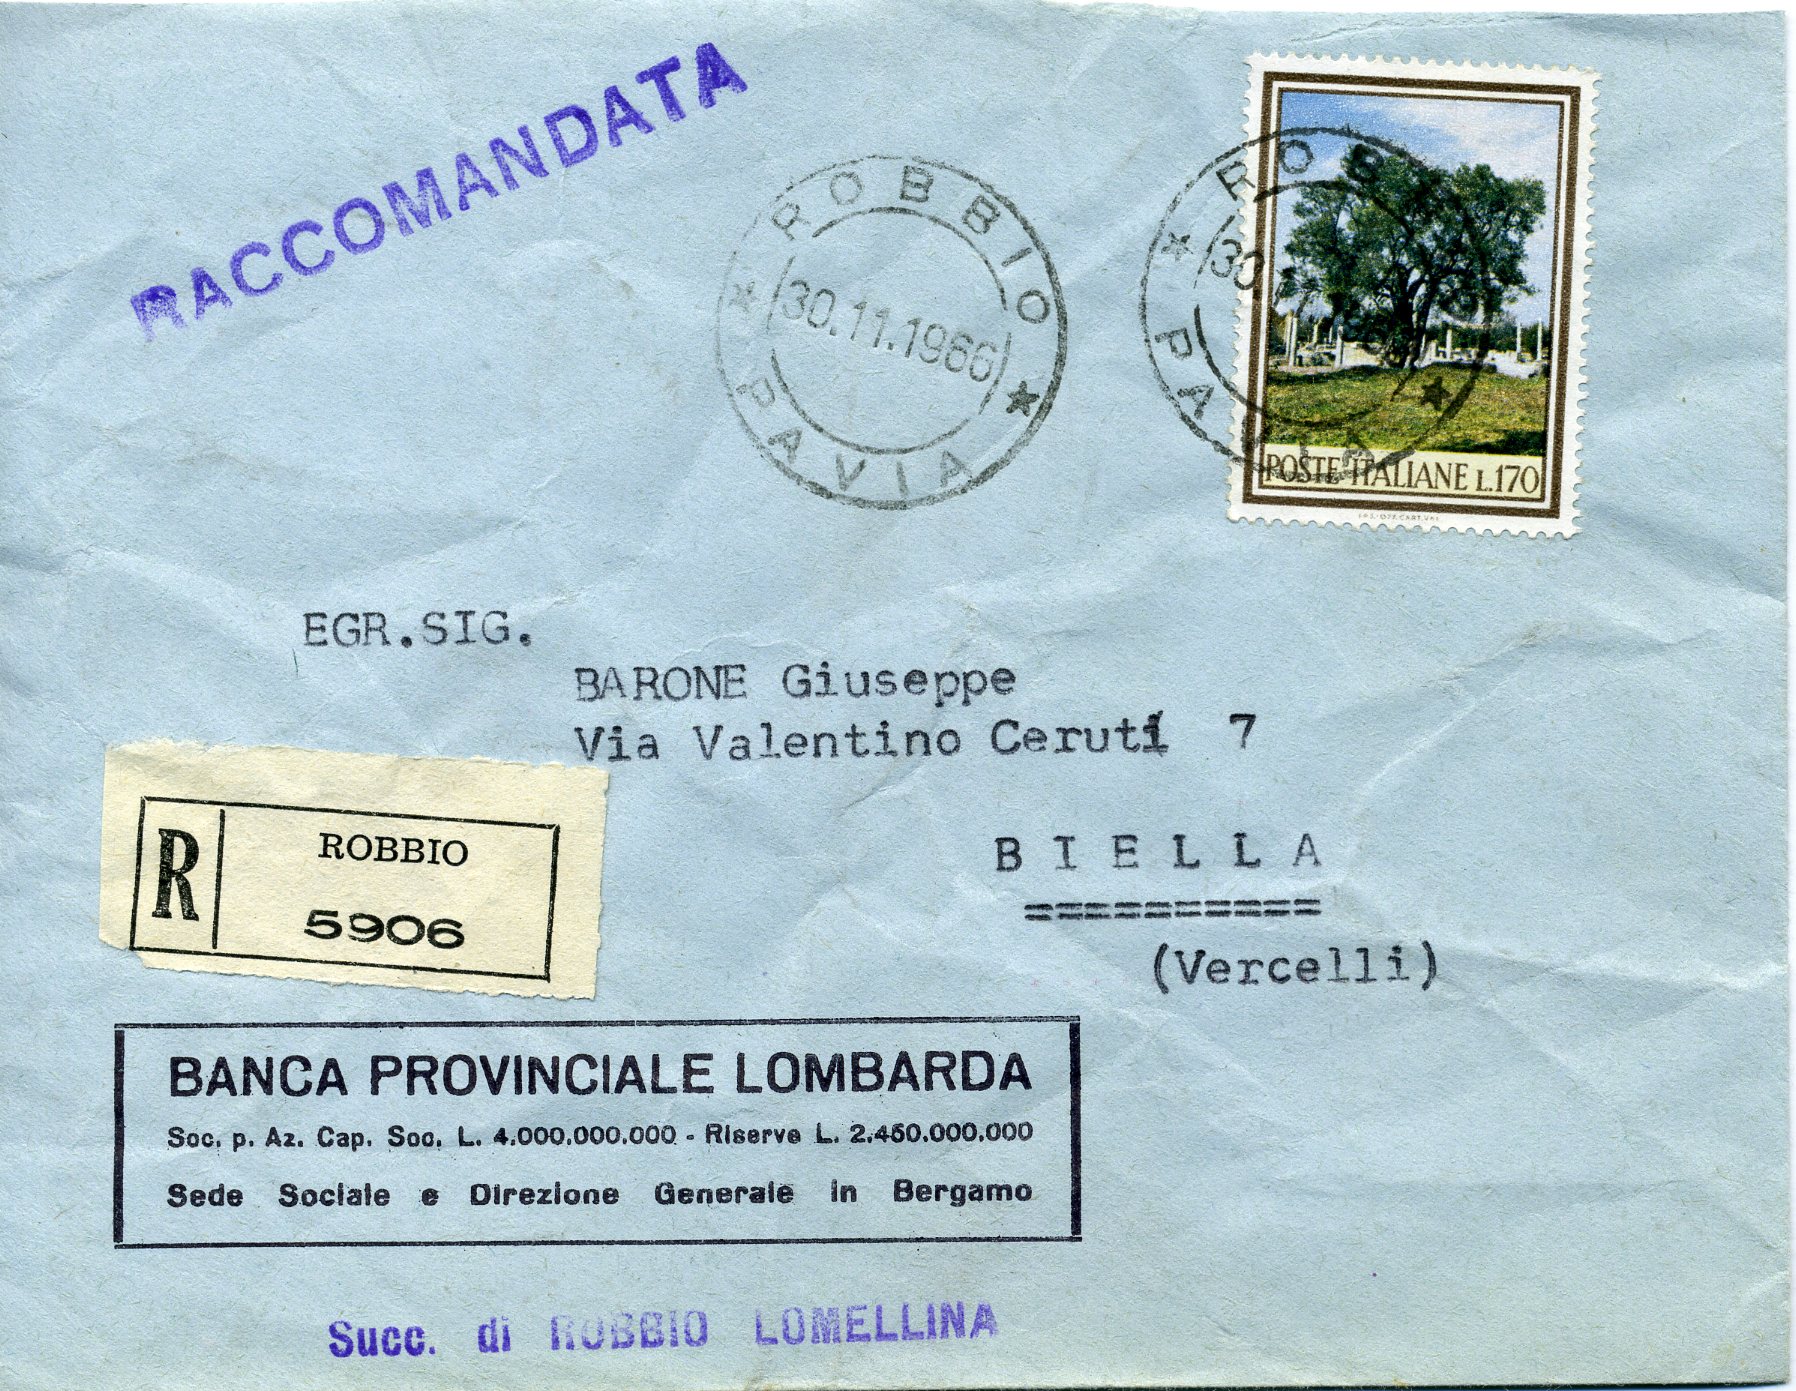 RACCOMANDATA
ROBBIO
30.11.1966
PAVIA
POSTE ITALIANE L.170
EGR.SIG.
BARONE Giuseppe
Via Valentino Ceruti 7
BIELLA
==========
(Vercelli)
R
ROBBIO
5906
BANCA PROVINCIALE LOMBARDA
Soc. p. Az. Cap. Soc. L. 4.000.000.000 - Riserve L. 2.450.000.000
Sede Sociale e Direzione Generale in Bergamo
Succ. di ROBBIO LOMELLINA